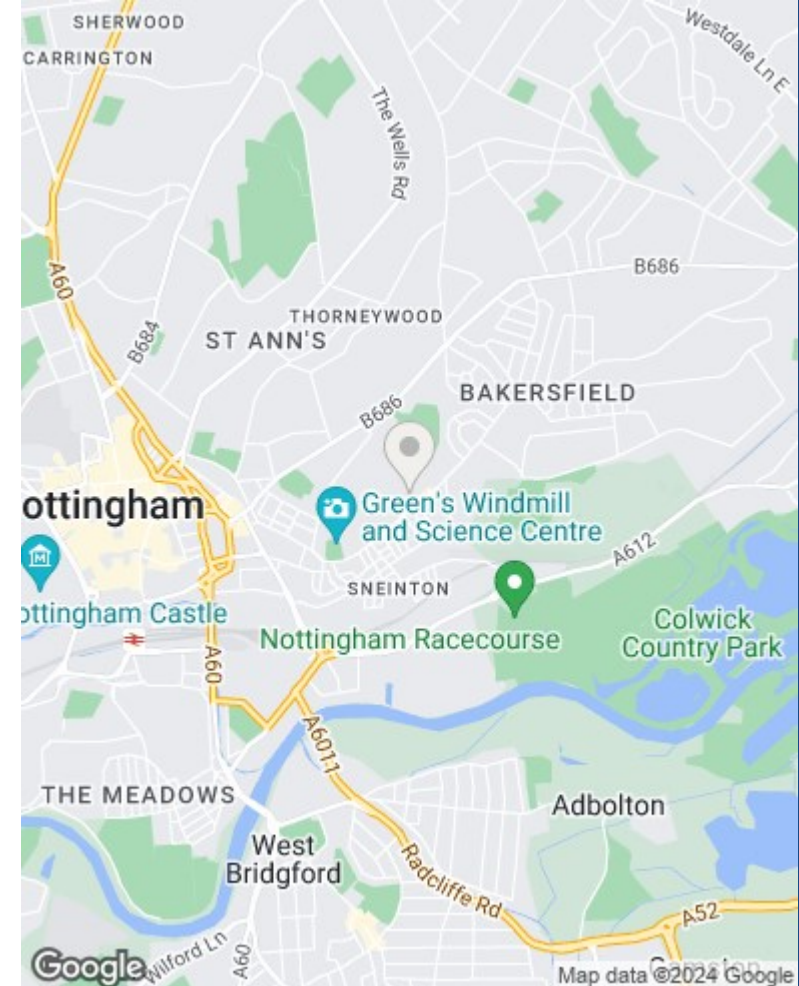 SHERWOOD
CARRINGTON
Westdale Ln E
The Wells Rd
A60
B686
B684
THORNEYWOOD
ST ANN'S
BAKERSFIELD
B686
ottingham
Green's Windmill
and Science Centre
A612
M
SNEINTON
ottingham Castle
Nottingham Racecourse
Colwick
Country Park
A60
A6011
THE MEADOWS
Adbolton
West
Bridgford
Radcliffe Rd
A52
Wilford Ln
A60
Gamston
Google
Map data ©2024 Google